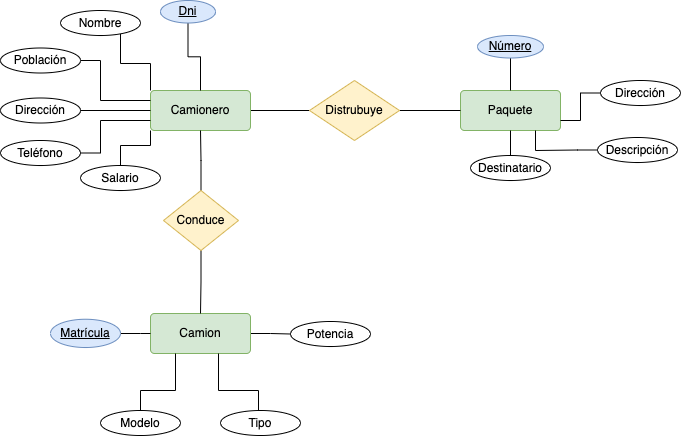 Dni
Nombre
Número
Población
Dirección
Dirección
Camionero
Distrubuye
Paquete
Teléfono
Descripción
Salario
Destinatario
Conduce
Matrícula
Camion
Potencia
Modelo
Tipo